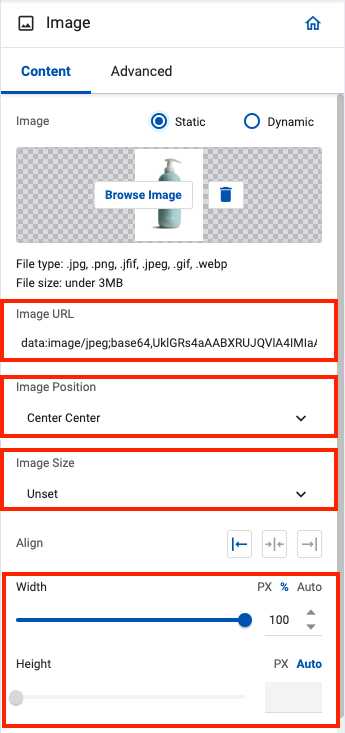 Image
Content Advanced
Image Static Dynamic
Browse Image
File type: .jpg, .png, .jfif, .jpeg, .gif, .webp
File size: under 3MB
Image URL
data:image/jpeg;base64,UklGRs4aAABXRUJQVlA4IMIaA
Image Position
Center Center
Image Size
Unset
Align
Width PX % Auto
100
Height PX Auto